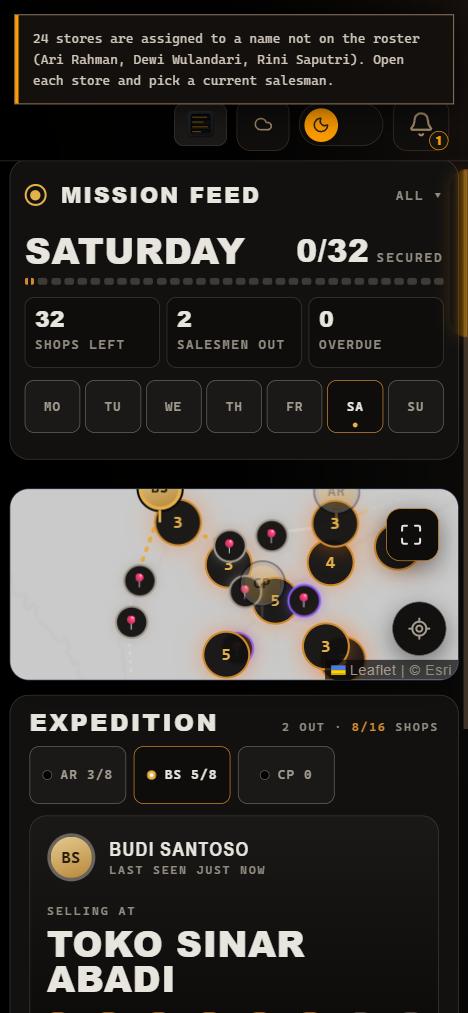 24 stores are assigned to a name not on the roster
(Ari Rahman, Dewi Wulandari, Rini Saputri). Open
each store and pick a current salesman.
1
MISSION FEED
ALL ▾
SATURDAY
0/32 SECURED
32
SHOPS LEFT
2
SALESMEN OUT
0
OVERDUE
MO
TU
WE
TH
FR
SA
SU
BS
AR
3
3
3
4
CP
5
5
3
Leaflet | © Esri
EXPEDITION
2 OUT · 8/16 SHOPS
AR 3/8
BS 5/8
CP 0
BS
BUDI SANTOSO
LAST SEEN JUST NOW
SELLING AT
TOKO SINAR
ABADI